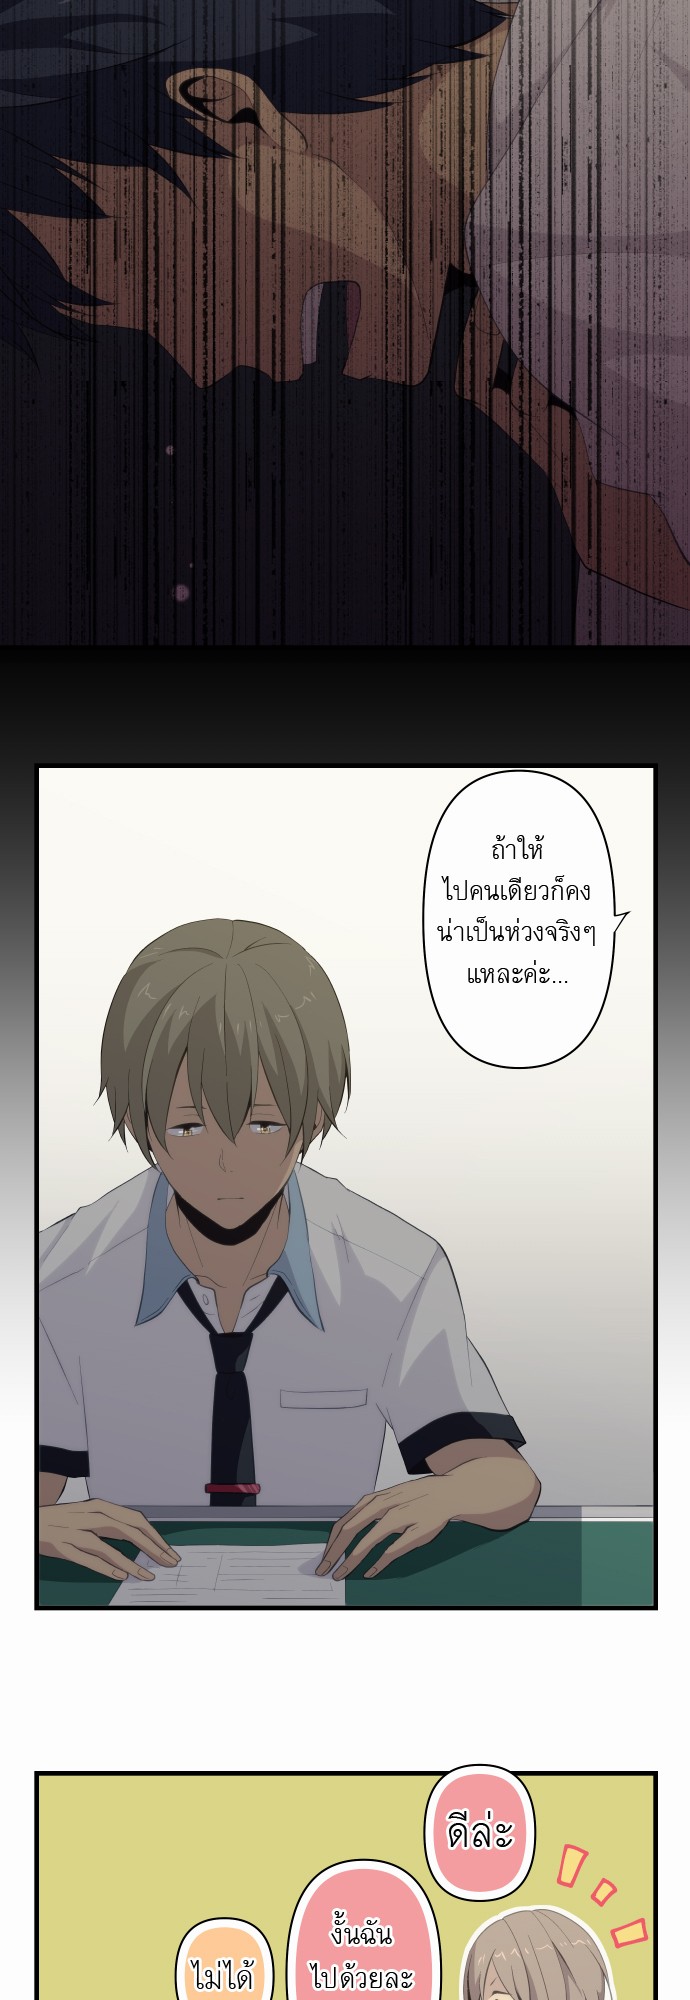 ถ้าให้
ไปคนเดียวก็คง
น่าเป็นห่วงจริงๆ
แหละค่ะ...
ดีล่ะ
งั้นฉัน
ไปด้วยละ
ไม่ได้